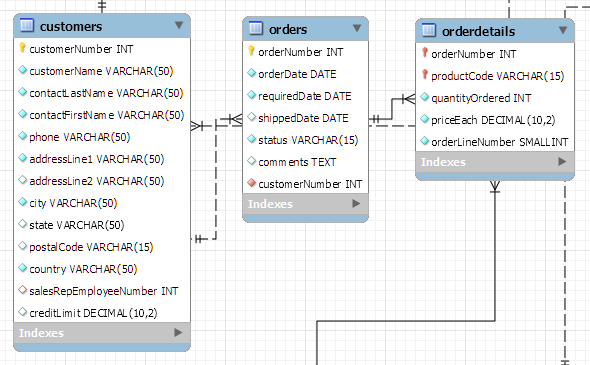 customers
customerNumber INT
customerName VARCHAR(50)
contactLastName VARCHAR(50)
contactFirstName VARCHAR(50)
phone VARCHAR(50)
addressLine1 VARCHAR(50)
addressLine2 VARCHAR(50)
city VARCHAR(50)
state VARCHAR(50)
postalCode VARCHAR(15)
country VARCHAR(50)
salesRepEmployeeNumber INT
creditLimit DECIMAL(10,2)
Indexes
orders
orderNumber INT
orderDate DATE
requiredDate DATE
shippedDate DATE
status VARCHAR(15)
comments TEXT
customerNumber INT
Indexes
orderdetails
orderNumber INT
productCode VARCHAR(15)
quantityOrdered INT
priceEach DECIMAL(10,2)
orderLineNumber SMALLINT
Indexes